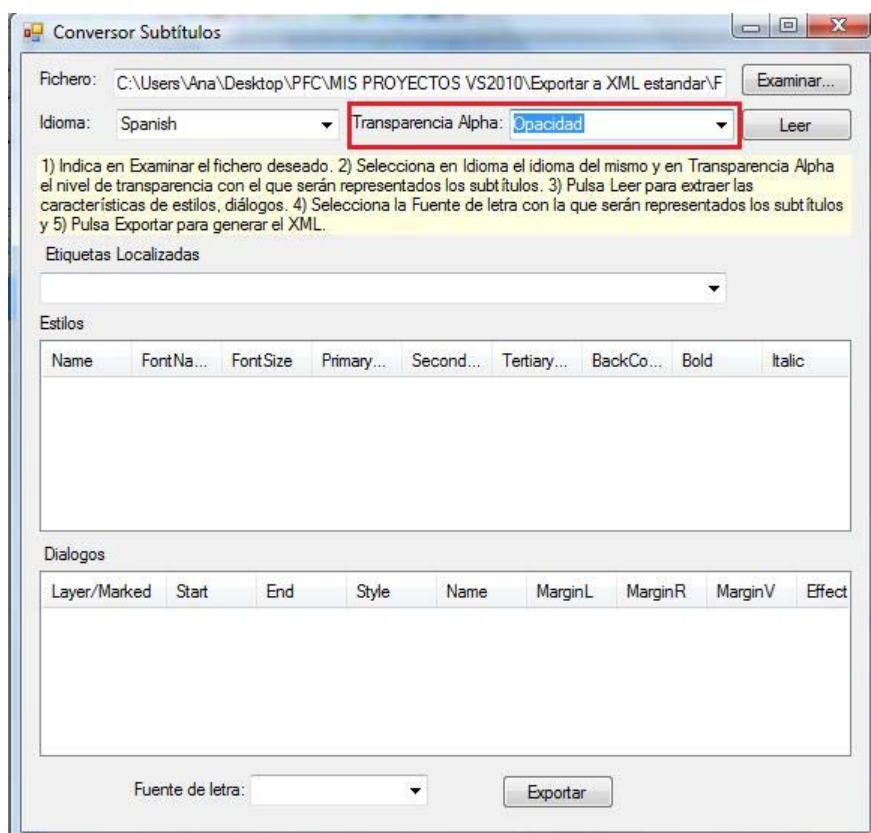 Conversor Subtítulos
Fichero: C:\Users\Ana\Desktop\PFC\MIS PROYECTOS VS2010\Exportar a XML estandar\F Examinar...
Idioma: Spanish Transparencia Alpha: Opacidad Leer
1) Indica en Examinar el fichero deseado. 2) Selecciona en Idioma el idioma del mismo y en Transparencia Alpha
el nivel de transparencia con el que serán representados los subtítulos. 3) Pulsa Leer para extraer las
características de estilos, diálogos. 4) Selecciona la Fuente de letra con la que serán representados los subtítulos
y 5) Pulsa Exportar para generar el XML.
Etiquetas Localizadas
Estilos
Name FontNa... FontSize Primary... Second... Tertiary... BackCo... Bold Italic
Dialogos
Layer/Marked Start End Style Name MarginL MarginR MarginV Effect
Fuente de letra: Exportar